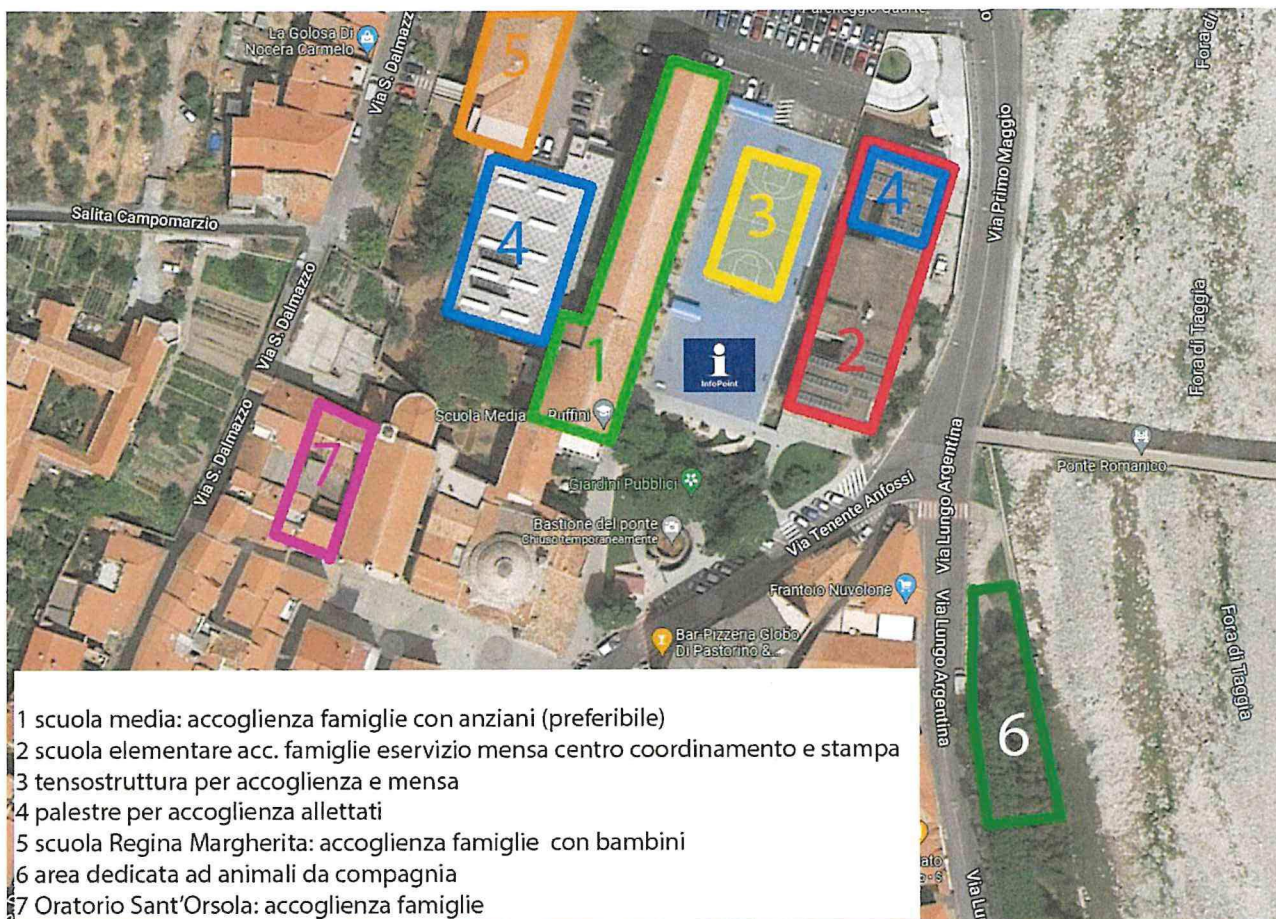 La Golosa Di
Nocera Carmelo
Via S. Dalmazzo
5
Fora di
Salita Campomarzio
4
3
4
Via Primo Maggio
Via S. Dalmazzo
1
i
InfoPoint
2
Fora di Taggia
Scuola Media
Ruffini
Via S. Dalmazzo
7
Giardini Pubblici
Ponte Romanico
Bastione del ponte
Chiuso temporaneamente
Via Tenente Anfossi
Via Lungo Argentina
Frantoio Nuvolone
Bar-Pizzeria Globo
Di Pastorino &...
Via Lungo Argentina
Fora di Taggia
6
1 scuola media: accoglienza famiglie con anziani (preferibile)
2 scuola elementare acc. famiglie eservizio mensa centro coordinamento e stampa
3 tensostruttura per accoglienza e mensa
4 palestre per accoglienza allettati
5 scuola Regina Margherita: accoglienza famiglie con bambini
6 area dedicata ad animali da compagnia
7 Oratorio Sant'Orsola: accoglienza famiglie
Via Lu